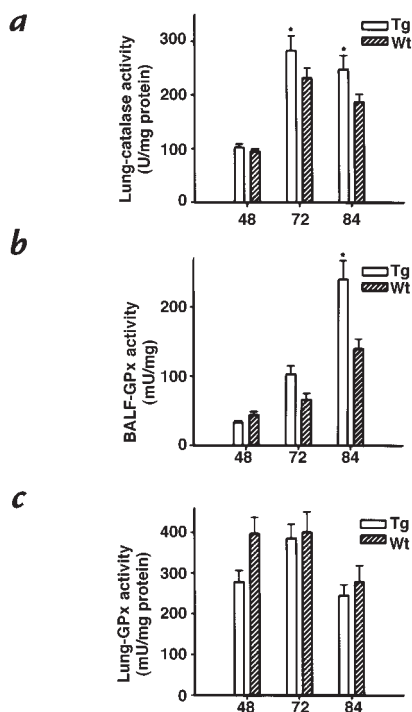 a
Lung-catalase activity
(U/mg protein)
300
200
100
0
*
*
Tg
Wt
48 72 84
b
BALF-GPx activity
(mU/mg)
200
100
0
*
Tg
Wt
48 72 84
c
Lung-GPx activity
(mU/mg protein)
400
300
200
100
0
Tg
Wt
48 72 84